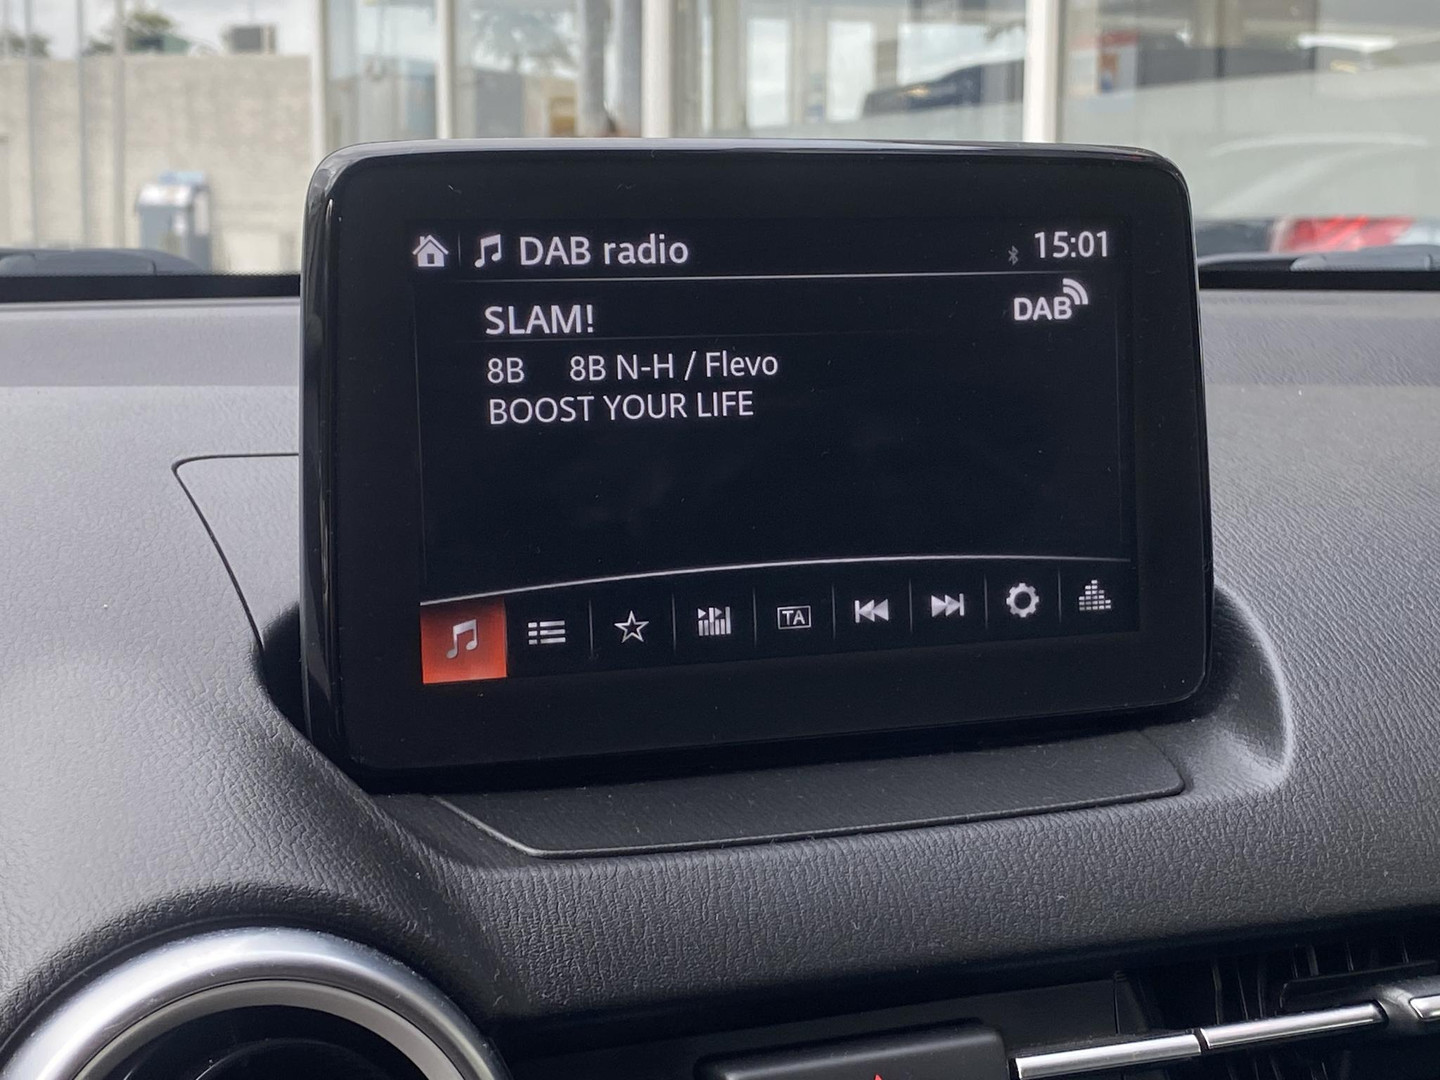 DAB radio 15:01
SLAM! DAB
8B 8B N-H / Flevo
BOOST YOUR LIFE
TA